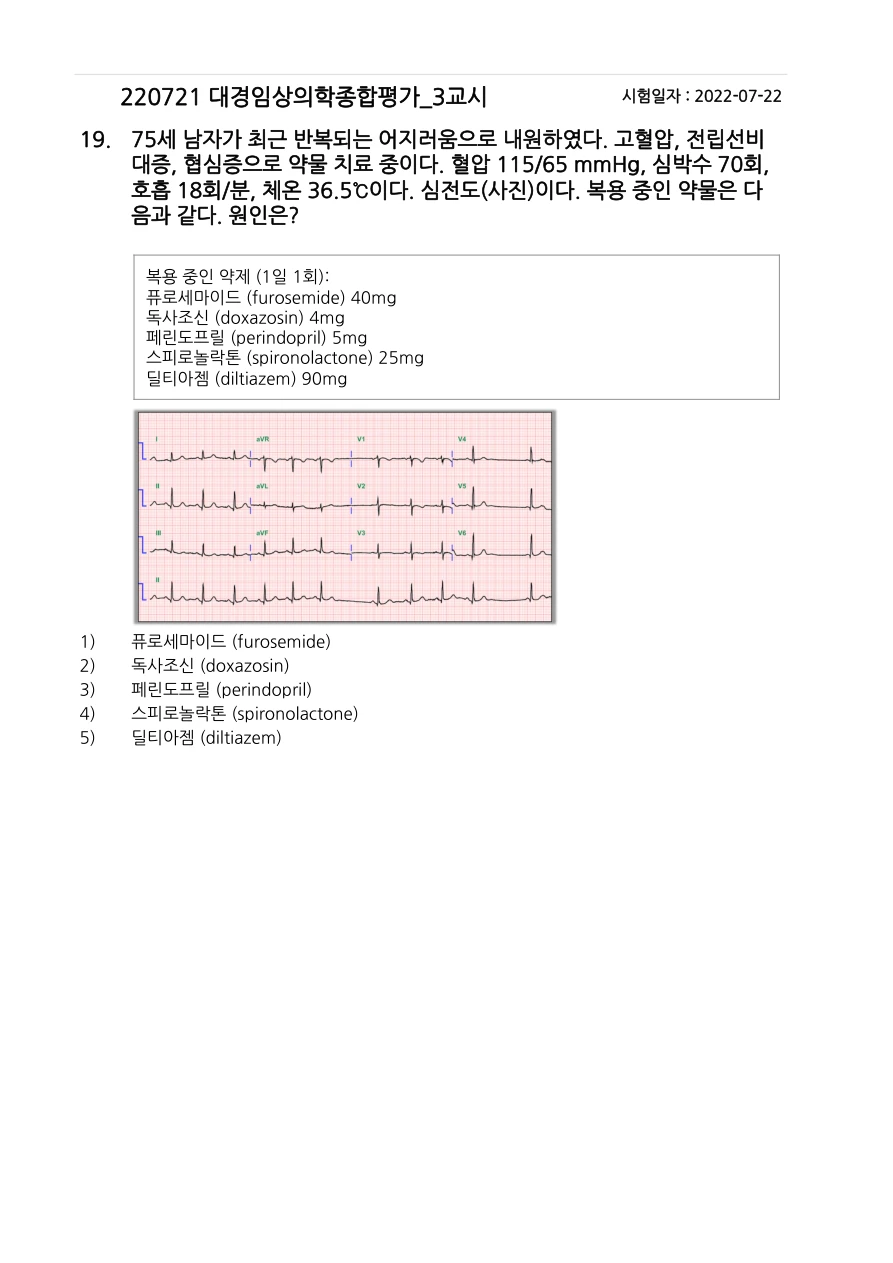 220721 대경임상의학종합평가_3교시
시험일자 : 2022-07-22
19. 75세 남자가 최근 반복되는 어지러움으로 내원하였다. 고혈압, 전립선비
대증, 협심증으로 약물 치료 중이다. 혈압 115/65 mmHg, 심박수 70회,
호흡 18회/분, 체온 36.5℃이다. 심전도(사진)이다. 복용 중인 약물은 다
음과 같다. 원인은?
복용 중인 약제 (1일 1회):
퓨로세마이드 (furosemide) 40mg
독사조신 (doxazosin) 4mg
페린도프릴 (perindopril) 5mg
스피로놀락톤 (spironolactone) 25mg
딜티아젬 (diltiazem) 90mg
I aVR V1 V4
II aVL V2 V5
III aVF V3 V6
II
1) 퓨로세마이드 (furosemide)
2) 독사조신 (doxazosin)
3) 페린도프릴 (perindopril)
4) 스피로놀락톤 (spironolactone)
5) 딜티아젬 (diltiazem)